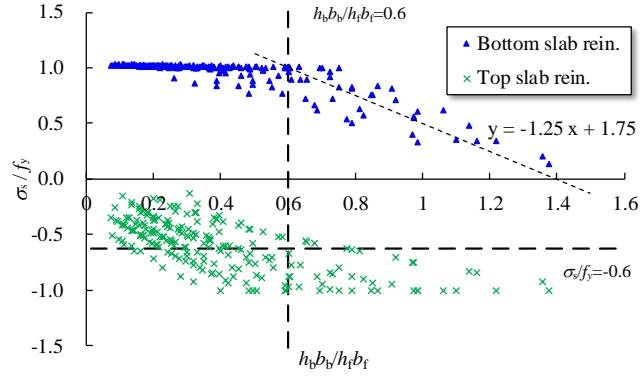 h_b b_b/h_f b_f=0.6
1.5
1.0
0.5
0.0
-0.5
-1.0
-1.5
σ_s/f_y
Bottom slab rein.
Top slab rein.
y = -1.25 x + 1.75
0 0.2 0.4 0.6 0.8 1 1.2 1.4 1.6
σ_s/f_y=-0.6
h_b b_b/h_f b_f